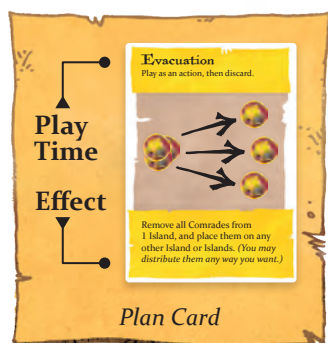 Evacuation
Play as an action, then discard.
Play
Time
Effect
Remove all Comrades from
1 Island, and place them on any
other Island or Islands. (You may
distribute them any way you want.)
Plan Card